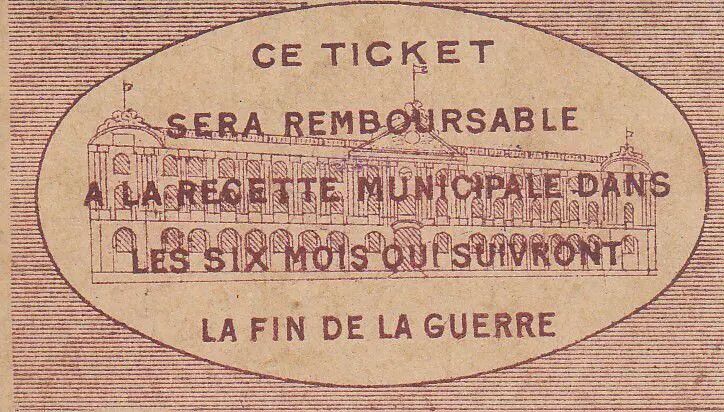 CE TICKET
SERA REMBOURSABLE
A LA RECETTE MUNICIPALE DANS
LES SIX MOIS QUI SUIVRONT
LA FIN DE LA GUERRE